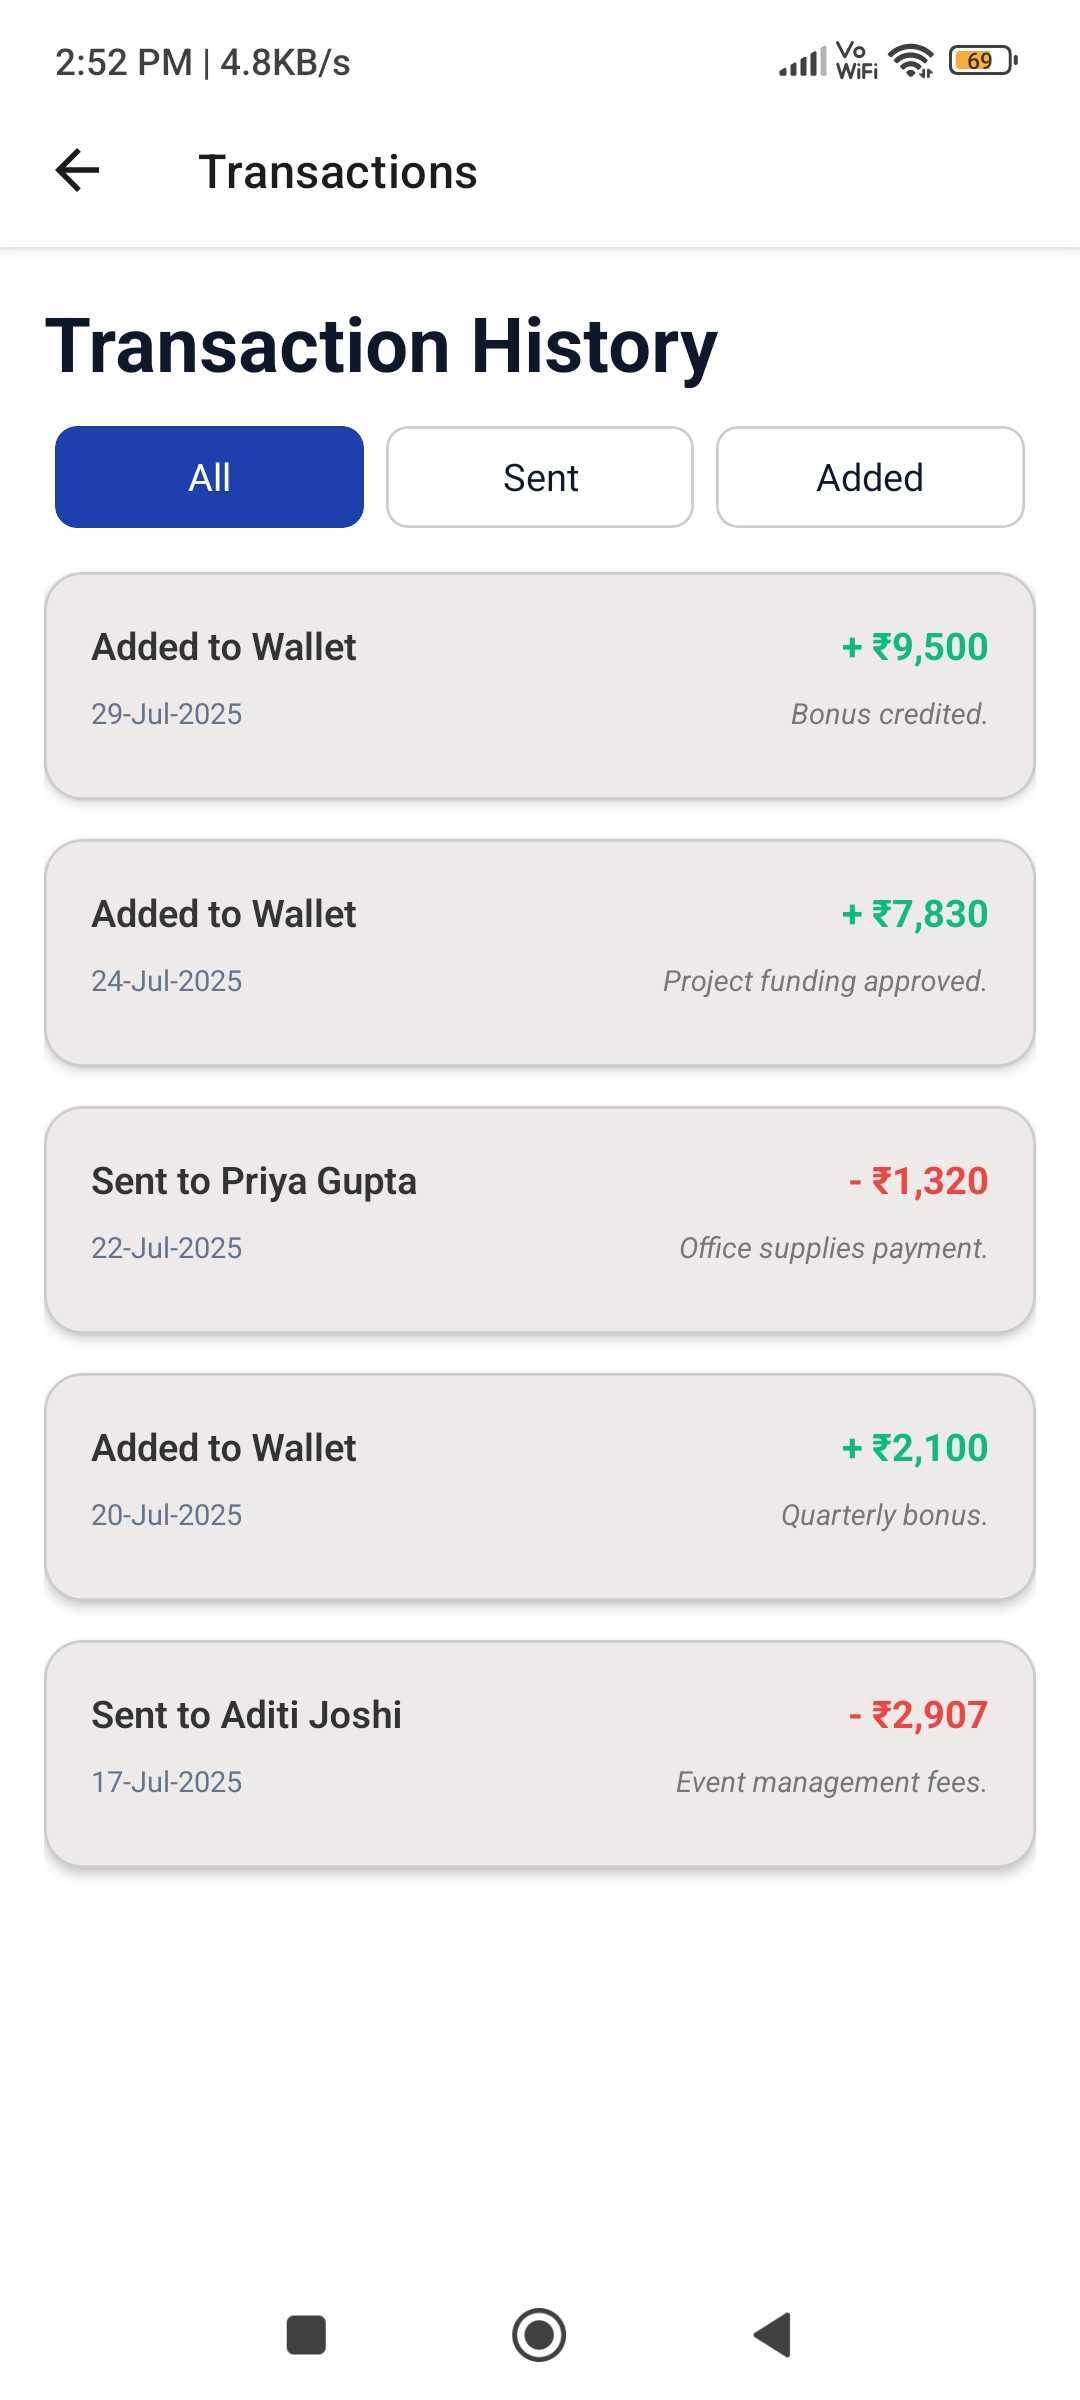 2:52 PM | 4.8KB/s
Vo
WiFi
69
Transactions
Transaction History
All
Sent
Added
Added to Wallet
+ ₹9,500
29-Jul-2025
Bonus credited.
Added to Wallet
+ ₹7,830
24-Jul-2025
Project funding approved.
Sent to Priya Gupta
- ₹1,320
22-Jul-2025
Office supplies payment.
Added to Wallet
+ ₹2,100
20-Jul-2025
Quarterly bonus.
Sent to Aditi Joshi
- ₹2,907
17-Jul-2025
Event management fees.